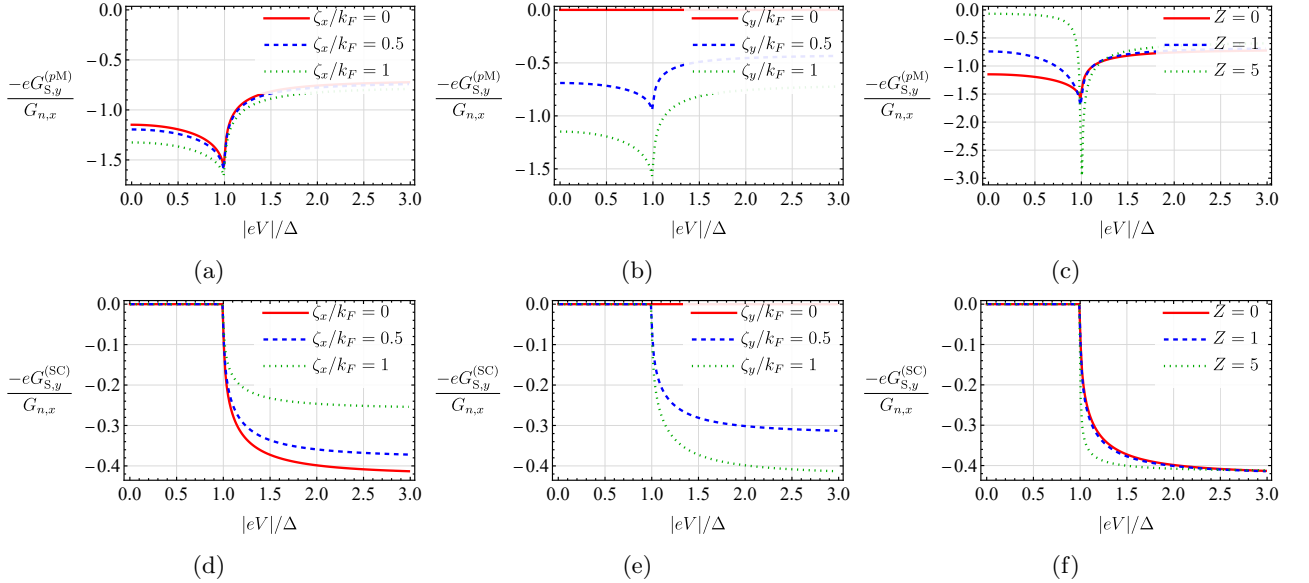 −eG_{S,y}^{(pM)} / G_{n,x}
0.0
−0.5
−1.0
−1.5
0.0 0.5 1.0 1.5 2.0 2.5 3.0
|eV|/Δ
ζ_x/k_F = 0
ζ_x/k_F = 0.5
ζ_x/k_F = 1
(a)
−eG_{S,y}^{(pM)} / G_{n,x}
0.0
−0.5
−1.0
−1.5
0.0 0.5 1.0 1.5 2.0 2.5 3.0
|eV|/Δ
ζ_y/k_F = 0
ζ_y/k_F = 0.5
ζ_y/k_F = 1
(b)
−eG_{S,y}^{(pM)} / G_{n,x}
0.0
−0.5
−1.0
−1.5
−2.0
−2.5
−3.0
0.0 0.5 1.0 1.5 2.0 2.5 3.0
|eV|/Δ
Z = 0
Z = 1
Z = 5
(c)
−eG_{S,y}^{(SC)} / G_{n,x}
0.0
−0.1
−0.2
−0.3
−0.4
0.0 0.5 1.0 1.5 2.0 2.5 3.0
|eV|/Δ
ζ_x/k_F = 0
ζ_x/k_F = 0.5
ζ_x/k_F = 1
(d)
−eG_{S,y}^{(SC)} / G_{n,x}
0.0
−0.1
−0.2
−0.3
−0.4
0.0 0.5 1.0 1.5 2.0 2.5 3.0
|eV|/Δ
ζ_y/k_F = 0
ζ_y/k_F = 0.5
ζ_y/k_F = 1
(e)
−eG_{S,y}^{(SC)} / G_{n,x}
0.0
−0.1
−0.2
−0.3
−0.4
0.0 0.5 1.0 1.5 2.0 2.5 3.0
|eV|/Δ
Z = 0
Z = 1
Z = 5
(f)